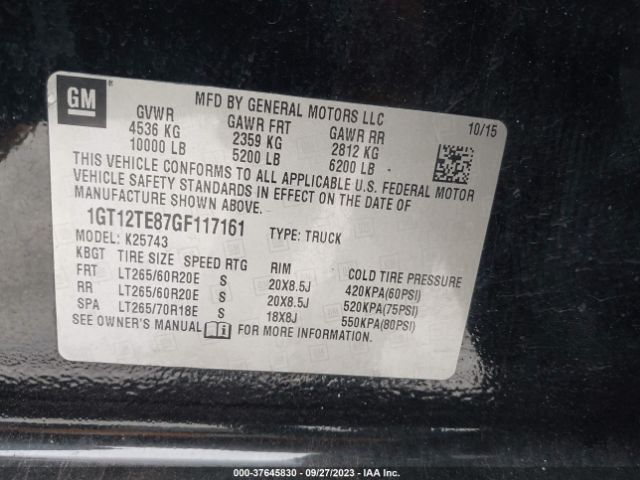 GM
MFD BY GENERAL MOTORS LLC
10/15
GVWR GAWR FRT GAWR RR
4536 KG 2359 KG 2812 KG
10000 LB 5200 LB 6200 LB
THIS VEHICLE CONFORMS TO ALL APPLICABLE U.S. FEDERAL MOTOR
VEHICLE SAFETY STANDARDS IN EFFECT ON THE DATE OF
MANUFACTURE SHOWN ABOVE.
1GT12TE87GF117161 TYPE: TRUCK
MODEL: K25743
KBGT TIRE SIZE SPEED RTG RIM COLD TIRE PRESSURE
FRT LT265/60R20E S 20X8.5J 420KPA(60PSI)
RR LT265/60R20E S 20X8.5J 520KPA(75PSI)
SPA LT265/70R18E S 18X8J 550KPA(80PSI)
SEE OWNER'S MANUAL FOR MORE INFORMATION.
000-37645830 - 09/27/2023 - IAA Inc.